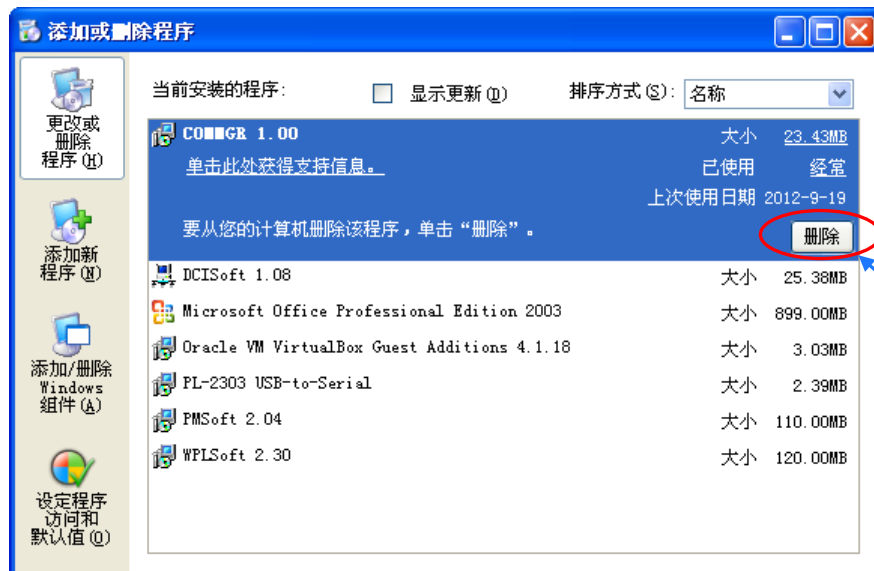 添加或删除程序
当前安装的程序:
显示更新(D)
排序方式(S):
名称
更改或
删除
程序(H)
添加新
程序(N)
添加/删除
Windows
组件(A)
设定程序
访问和
默认值(O)
COMMGR 1.00 大小 23.43MB
单击此处获得支持信息。 已使用 经常
上次使用日期 2012-9-19
要从您的计算机删除该程序，单击“删除”。 删除
DCISoft 1.08 大小 25.38MB
Microsoft Office Professional Edition 2003 大小 899.00MB
Oracle VM VirtualBox Guest Additions 4.1.18 大小 3.03MB
PL-2303 USB-to-Serial 大小 2.39MB
PMSoft 2.04 大小 110.00MB
WPLSoft 2.30 大小 120.00MB